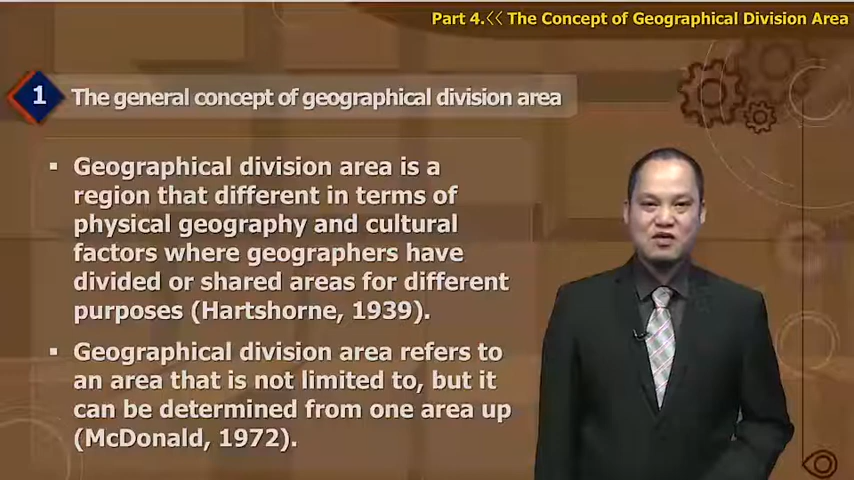 Part 4.<< The Concept of Geographical Division Area
1 The general concept of geographical division area
▪ Geographical division area is a
region that different in terms of
physical geography and cultural
factors where geographers have
divided or shared areas for different
purposes (Hartshorne, 1939).
▪ Geographical division area refers to
an area that is not limited to, but it
can be determined from one area up
(McDonald, 1972).